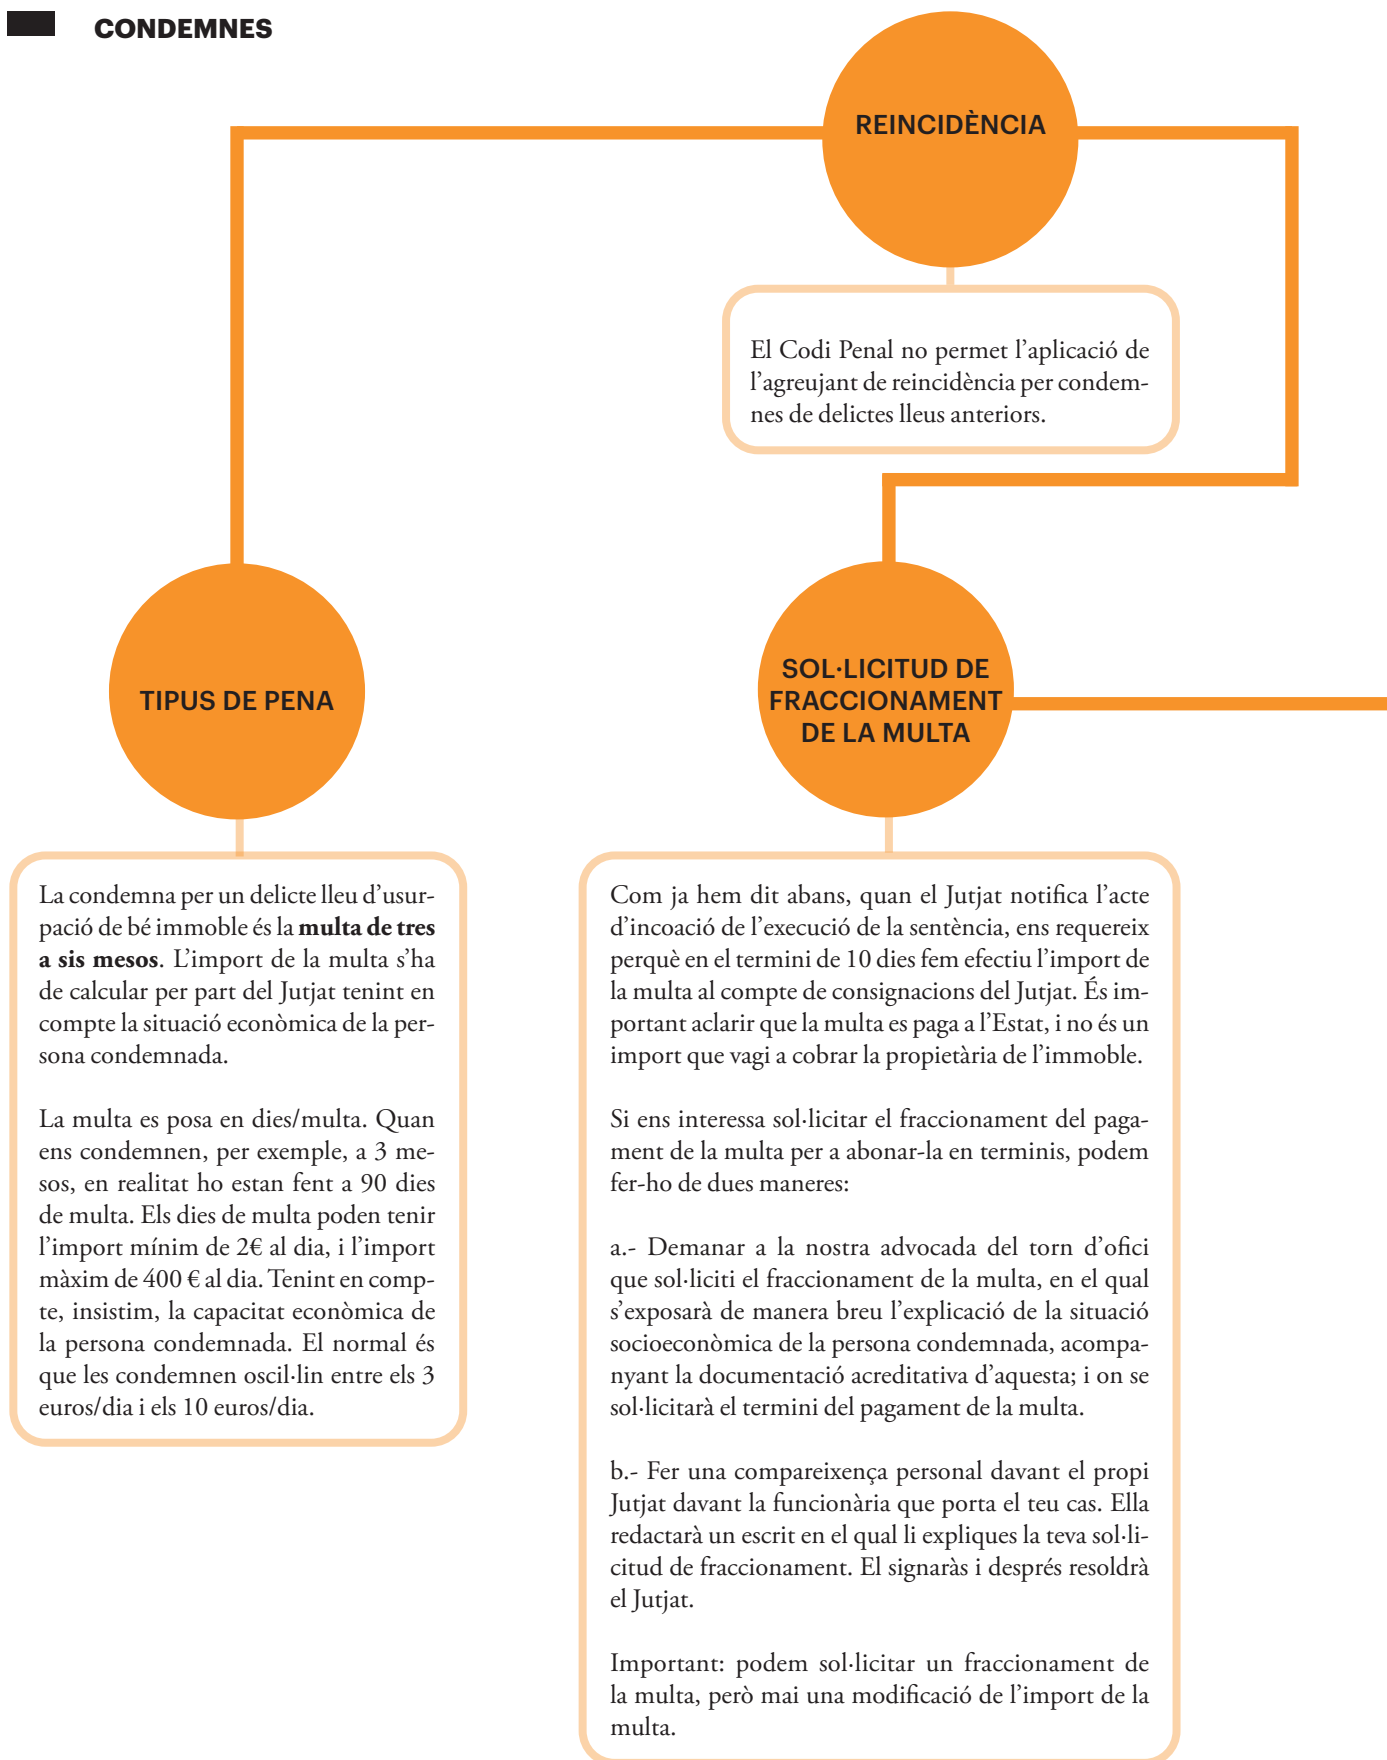 CONDEMNES
REINCIDÈNCIA
El Codi Penal no permet l’aplicació de
l’agreujant de reincidència per condem-
nes de delictes lleus anteriors.
TIPUS DE PENA
La condemna per un delicte lleu d’usur-
pació de bé immoble és la multa de tres
a sis mesos. L’import de la multa s’ha
de calcular per part del Jutjat tenint en
compte la situació econòmica de la per-
sona condemnada.
La multa es posa en dies/multa. Quan
ens condemnen, per exemple, a 3 me-
sos, en realitat ho estan fent a 90 dies
de multa. Els dies de multa poden tenir
l’import mínim de 2€ al dia, i l’import
màxim de 400 € al dia. Tenint en comp-
te, insistim, la capacitat econòmica de
la persona condemnada. El normal és
que les condemnen oscil·lin entre els 3
euros/dia i els 10 euros/dia.
SOL·LICITUD DE
FRACCIONAMENT
DE LA MULTA
Com ja hem dit abans, quan el Jutjat notifica l’acte
d’incoació de l’execució de la sentència, ens requereix
perquè en el termini de 10 dies fem efectiu l’import de
la multa al compte de consignacions del Jutjat. És im-
portant aclarir que la multa es paga a l’Estat, i no és un
import que vagi a cobrar la propietària de l’immoble.
Si ens interessa sol·licitar el fraccionament del paga-
ment de la multa per a abonar-la en terminis, podem
fer-ho de dues maneres:
a.- Demanar a la nostra advocada del torn d’ofici
que sol·liciti el fraccionament de la multa, en el qual
s’exposarà de manera breu l’explicació de la situació
socioeconòmica de la persona condemnada, acompa-
nyant la documentació acreditativa d’aquesta; i on se
sol·licitarà el termini del pagament de la multa.
b.- Fer una compareixença personal davant el propi
Jutjat davant la funcionària que porta el teu cas. Ella
redactarà un escrit en el qual li expliques la teva sol·li-
citud de fraccionament. El signaràs i després resoldrà
el Jutjat.
Important: podem sol·licitar un fraccionament de
la multa, però mai una modificació de l’import de la
multa.